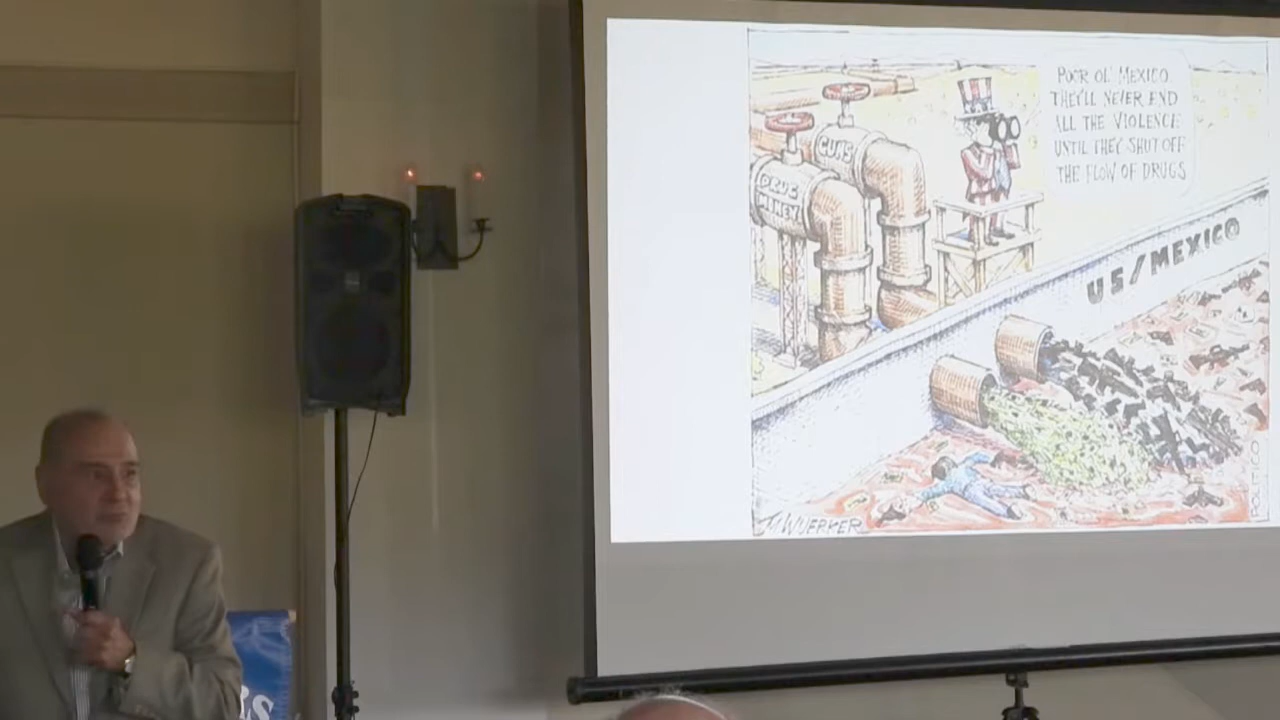 POOR OL' MEXICO
THEY'LL NEVER END
ALL THE VIOLENCE
UNTIL THEY SHUT OFF
THE FLOW OF DRUGS
GUNS
DRUG
MONEY
US/MEXICO
POLITICO
M. WUERKER